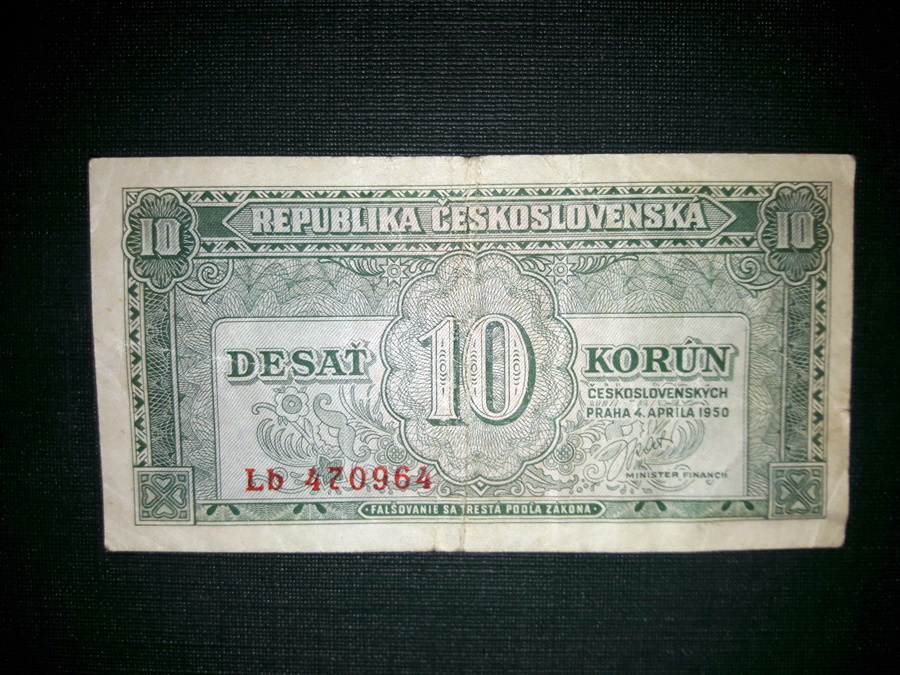 10 REPUBLIKA ČESKOSLOVENSKÁ 10
DESAŤ 10 KORÚN
ČESKOSLOVENSKÝCH
PRAHA 4. APRÍLA 1950
MINISTER FINANCIÍ
Lb 470964
FALŠOVANIE SA TRESTÁ PODĽA ZÁKONA